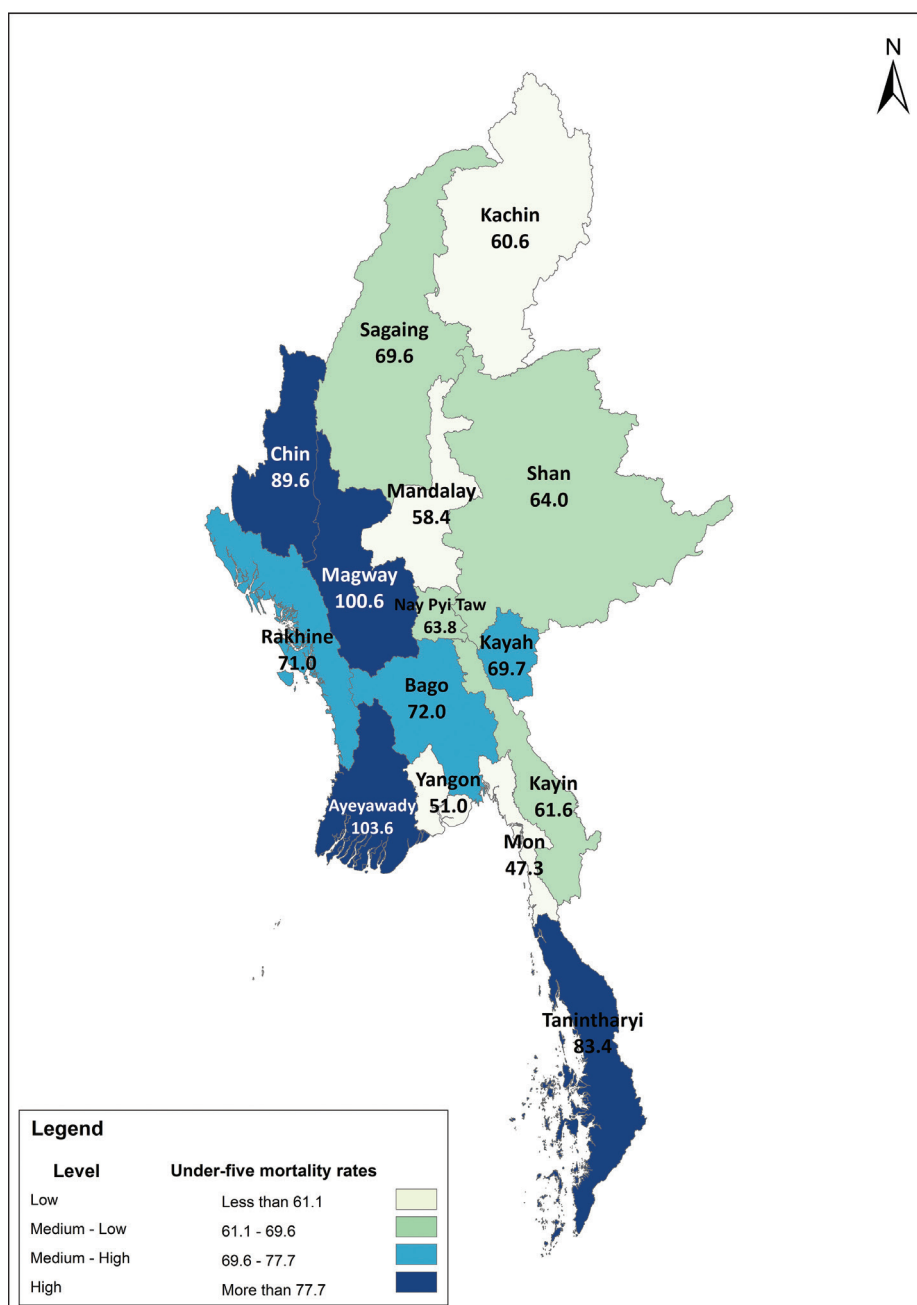 N
Kachin
60.6
Sagaing
69.6
Chin
89.6
Shan
64.0
Mandalay
58.4
Magway
100.6
Nay Pyi Taw
63.8
Rakhine
71.0
Kayah
69.7
Bago
72.0
Yangon
51.0
Kayin
61.6
Ayeyawady
103.6
Mon
47.3
Tanintharyi
83.4
Legend
Level Under-five mortality rates
Low Less than 61.1
Medium - Low 61.1 - 69.6
Medium - High 69.6 - 77.7
High More than 77.7